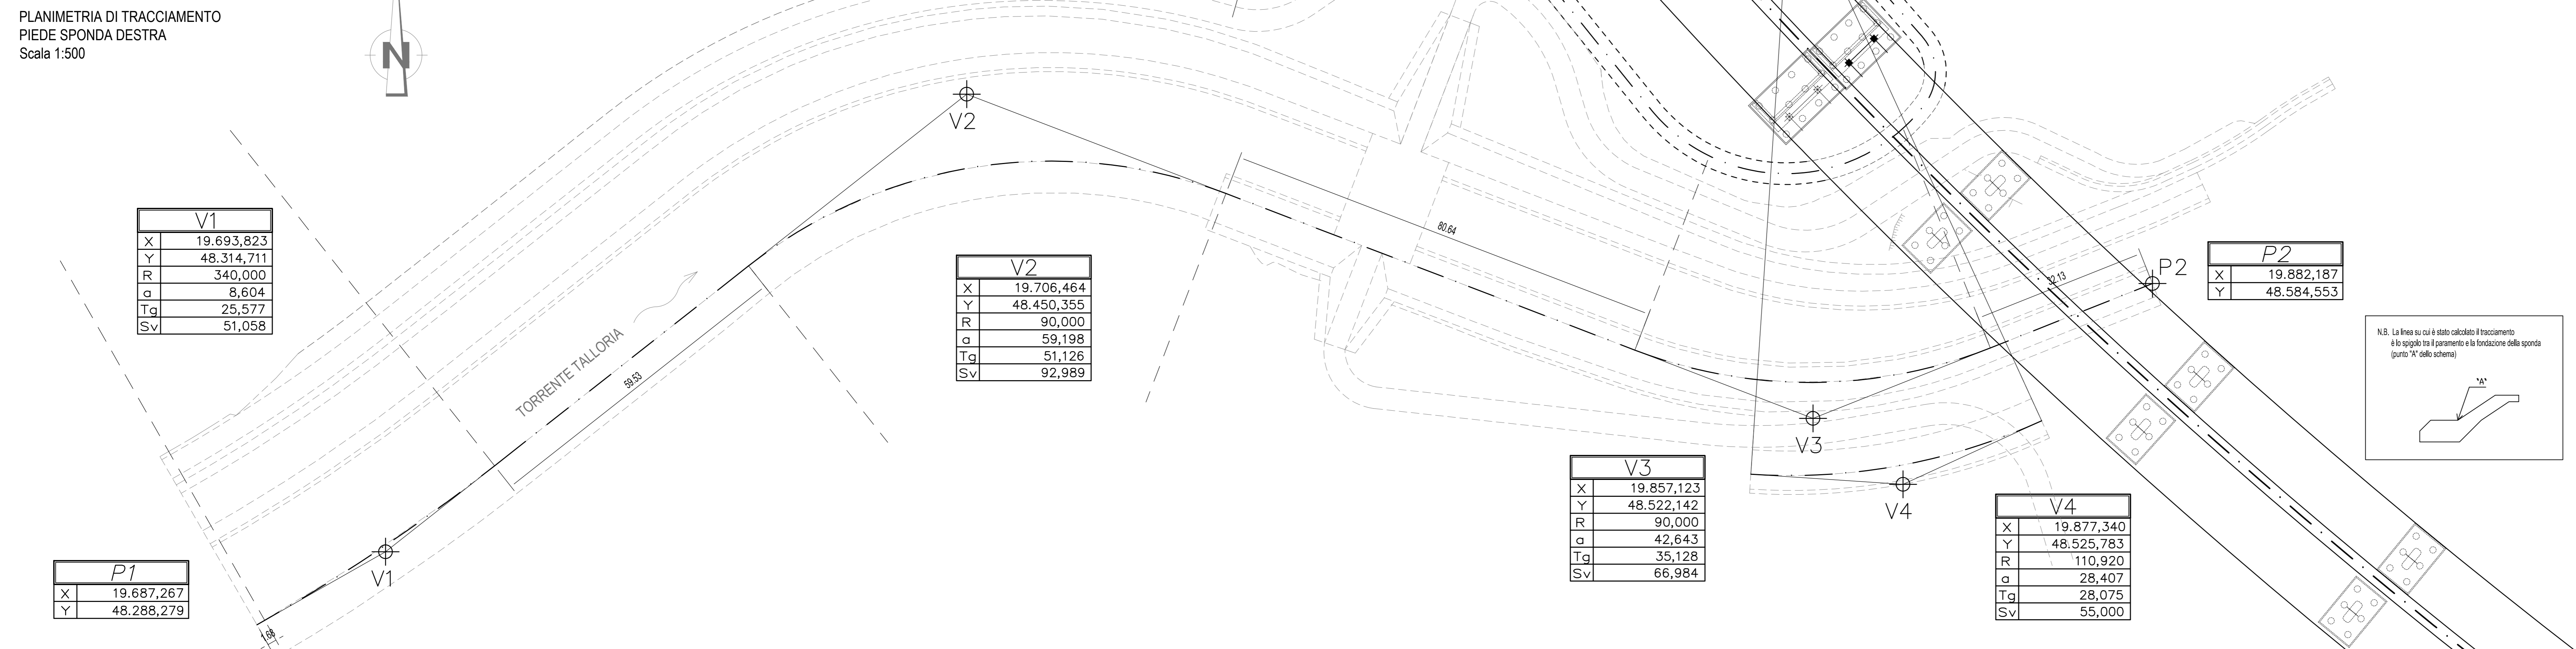 PLANIMETRIA DI TRACCIAMENTO
PIEDE SPONDA DESTRA
Scala 1:500
N
V2
V1
X 19.693,823
Y 48.314,711
R 340,000
a 8,604
Tg 25,577
Sv 51,058
TORRENTE TALLORIA
59.53
V1
P1
X 19.687,267
Y 48.288,279
1.68
V2
X 19.706,464
Y 48.450,355
R 90,000
a 59,198
Tg 51,126
Sv 92,989
80.64
V3
V3
X 19.857,123
Y 48.522,142
R 90,000
a 42,643
Tg 35,128
Sv 66,984
V4
V4
X 19.877,340
Y 48.525,783
R 110,920
a 28,407
Tg 28,075
Sv 55,000
32.13
P2
P2
X 19.882,187
Y 48.584,553
N.B. La linea su cui è stato calcolato il tracciamento
è lo spigolo tra il paramento e la fondazione della sponda
(punto "A" dello schema)
"A"